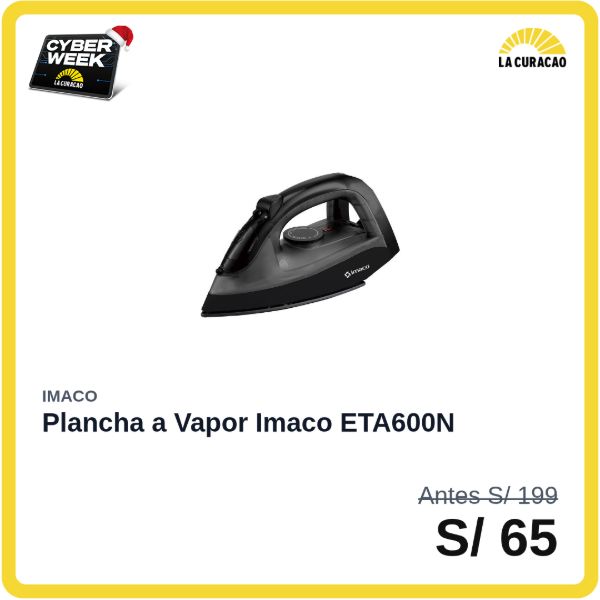 CYBER
WEEK
LA CURACAO
LA CURACAO
imaco
IMACO
Plancha a Vapor Imaco ETA600N
Antes S/ 199
S/ 65